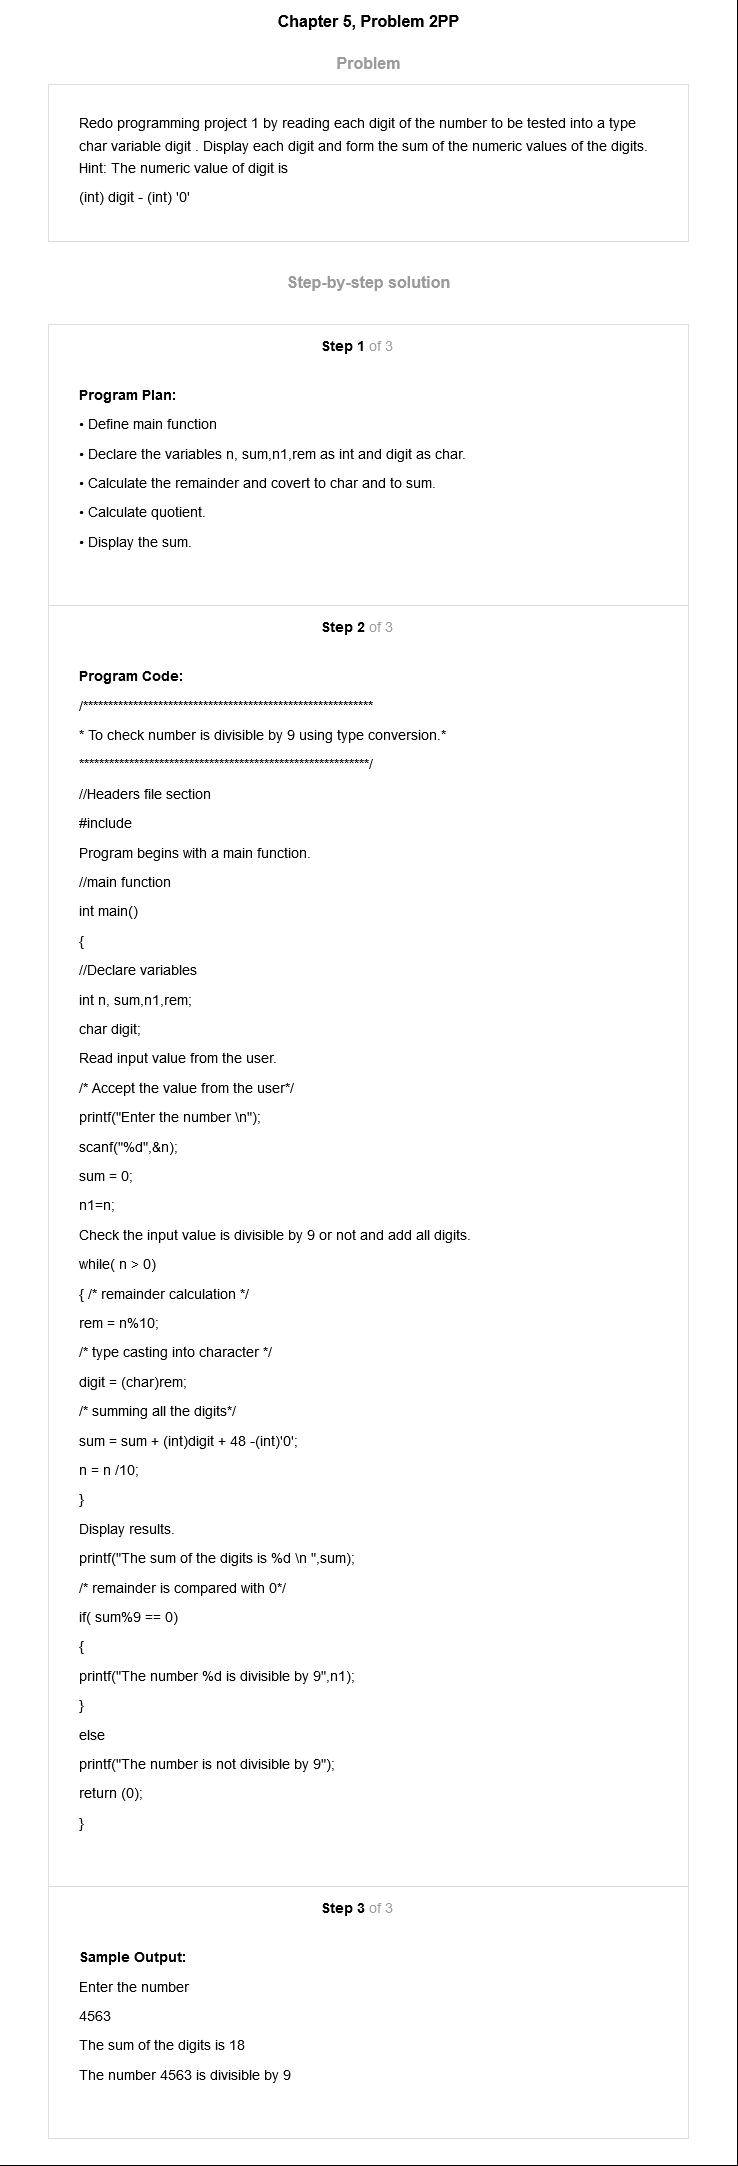 Chapter 5, Problem 2PP
Problem
Redo programming project 1 by reading each digit of the number to be tested into a type
char variable digit . Display each digit and form the sum of the numeric values of the digits.
Hint: The numeric value of digit is
(int) digit - (int) '0'
Step-by-step solution
Step 1 of 3
Program Plan:
• Define main function
• Declare the variables n, sum,n1,rem as int and digit as char.
• Calculate the remainder and covert to char and to sum.
• Calculate quotient.
• Display the sum.
Step 2 of 3
Program Code:
/**********************************************************
* To check number is divisible by 9 using type conversion.*
**********************************************************/
//Headers file section
#include
Program begins with a main function.
//main function
int main()
{
//Declare variables
int n, sum,n1,rem;
char digit;
Read input value from the user.
/* Accept the value from the user*/
printf("Enter the number \n");
scanf("%d",&n);
sum = 0;
n1=n;
Check the input value is divisible by 9 or not and add all digits.
while( n > 0)
{ /* remainder calculation */
rem = n%10;
/* type casting into character */
digit = (char)rem;
/* summing all the digits*/
sum = sum + (int)digit + 48 -(int)'0';
n = n /10;
}
Display results.
printf("The sum of the digits is %d \n ",sum);
/* remainder is compared with 0*/
if( sum%9 == 0)
{
printf("The number %d is divisible by 9",n1);
}
else
printf("The number is not divisible by 9");
return (0);
}
Step 3 of 3
Sample Output:
Enter the number
4563
The sum of the digits is 18
The number 4563 is divisible by 9